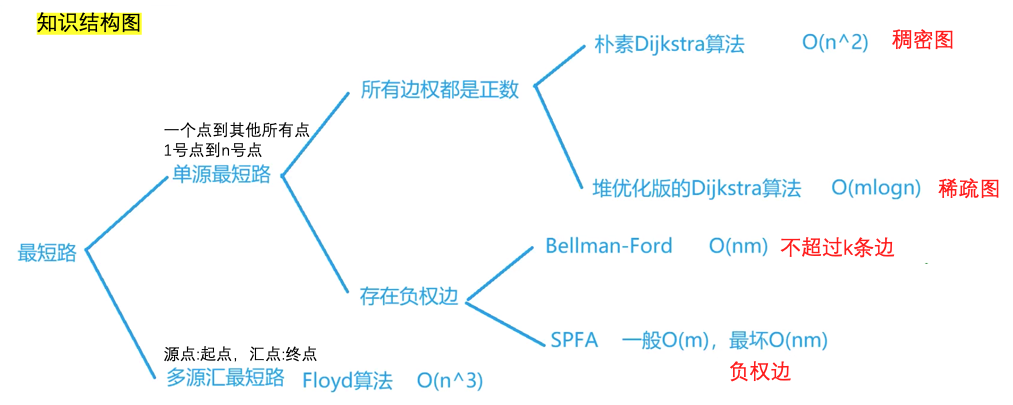 知识结构图
朴素Dijkstra算法 O(n^2) 稠密图
所有边权都是正数
一个点到其他所有点
1号点到n号点
单源最短路
堆优化版的Dijkstra算法 O(mlogn) 稀疏图
最短路
Bellman-Ford O(nm) 不超过k条边
存在负权边
SPFA 一般O(m)，最坏O(nm)
负权边
源点:起点，汇点:终点
多源汇最短路 Floyd算法 O(n^3)